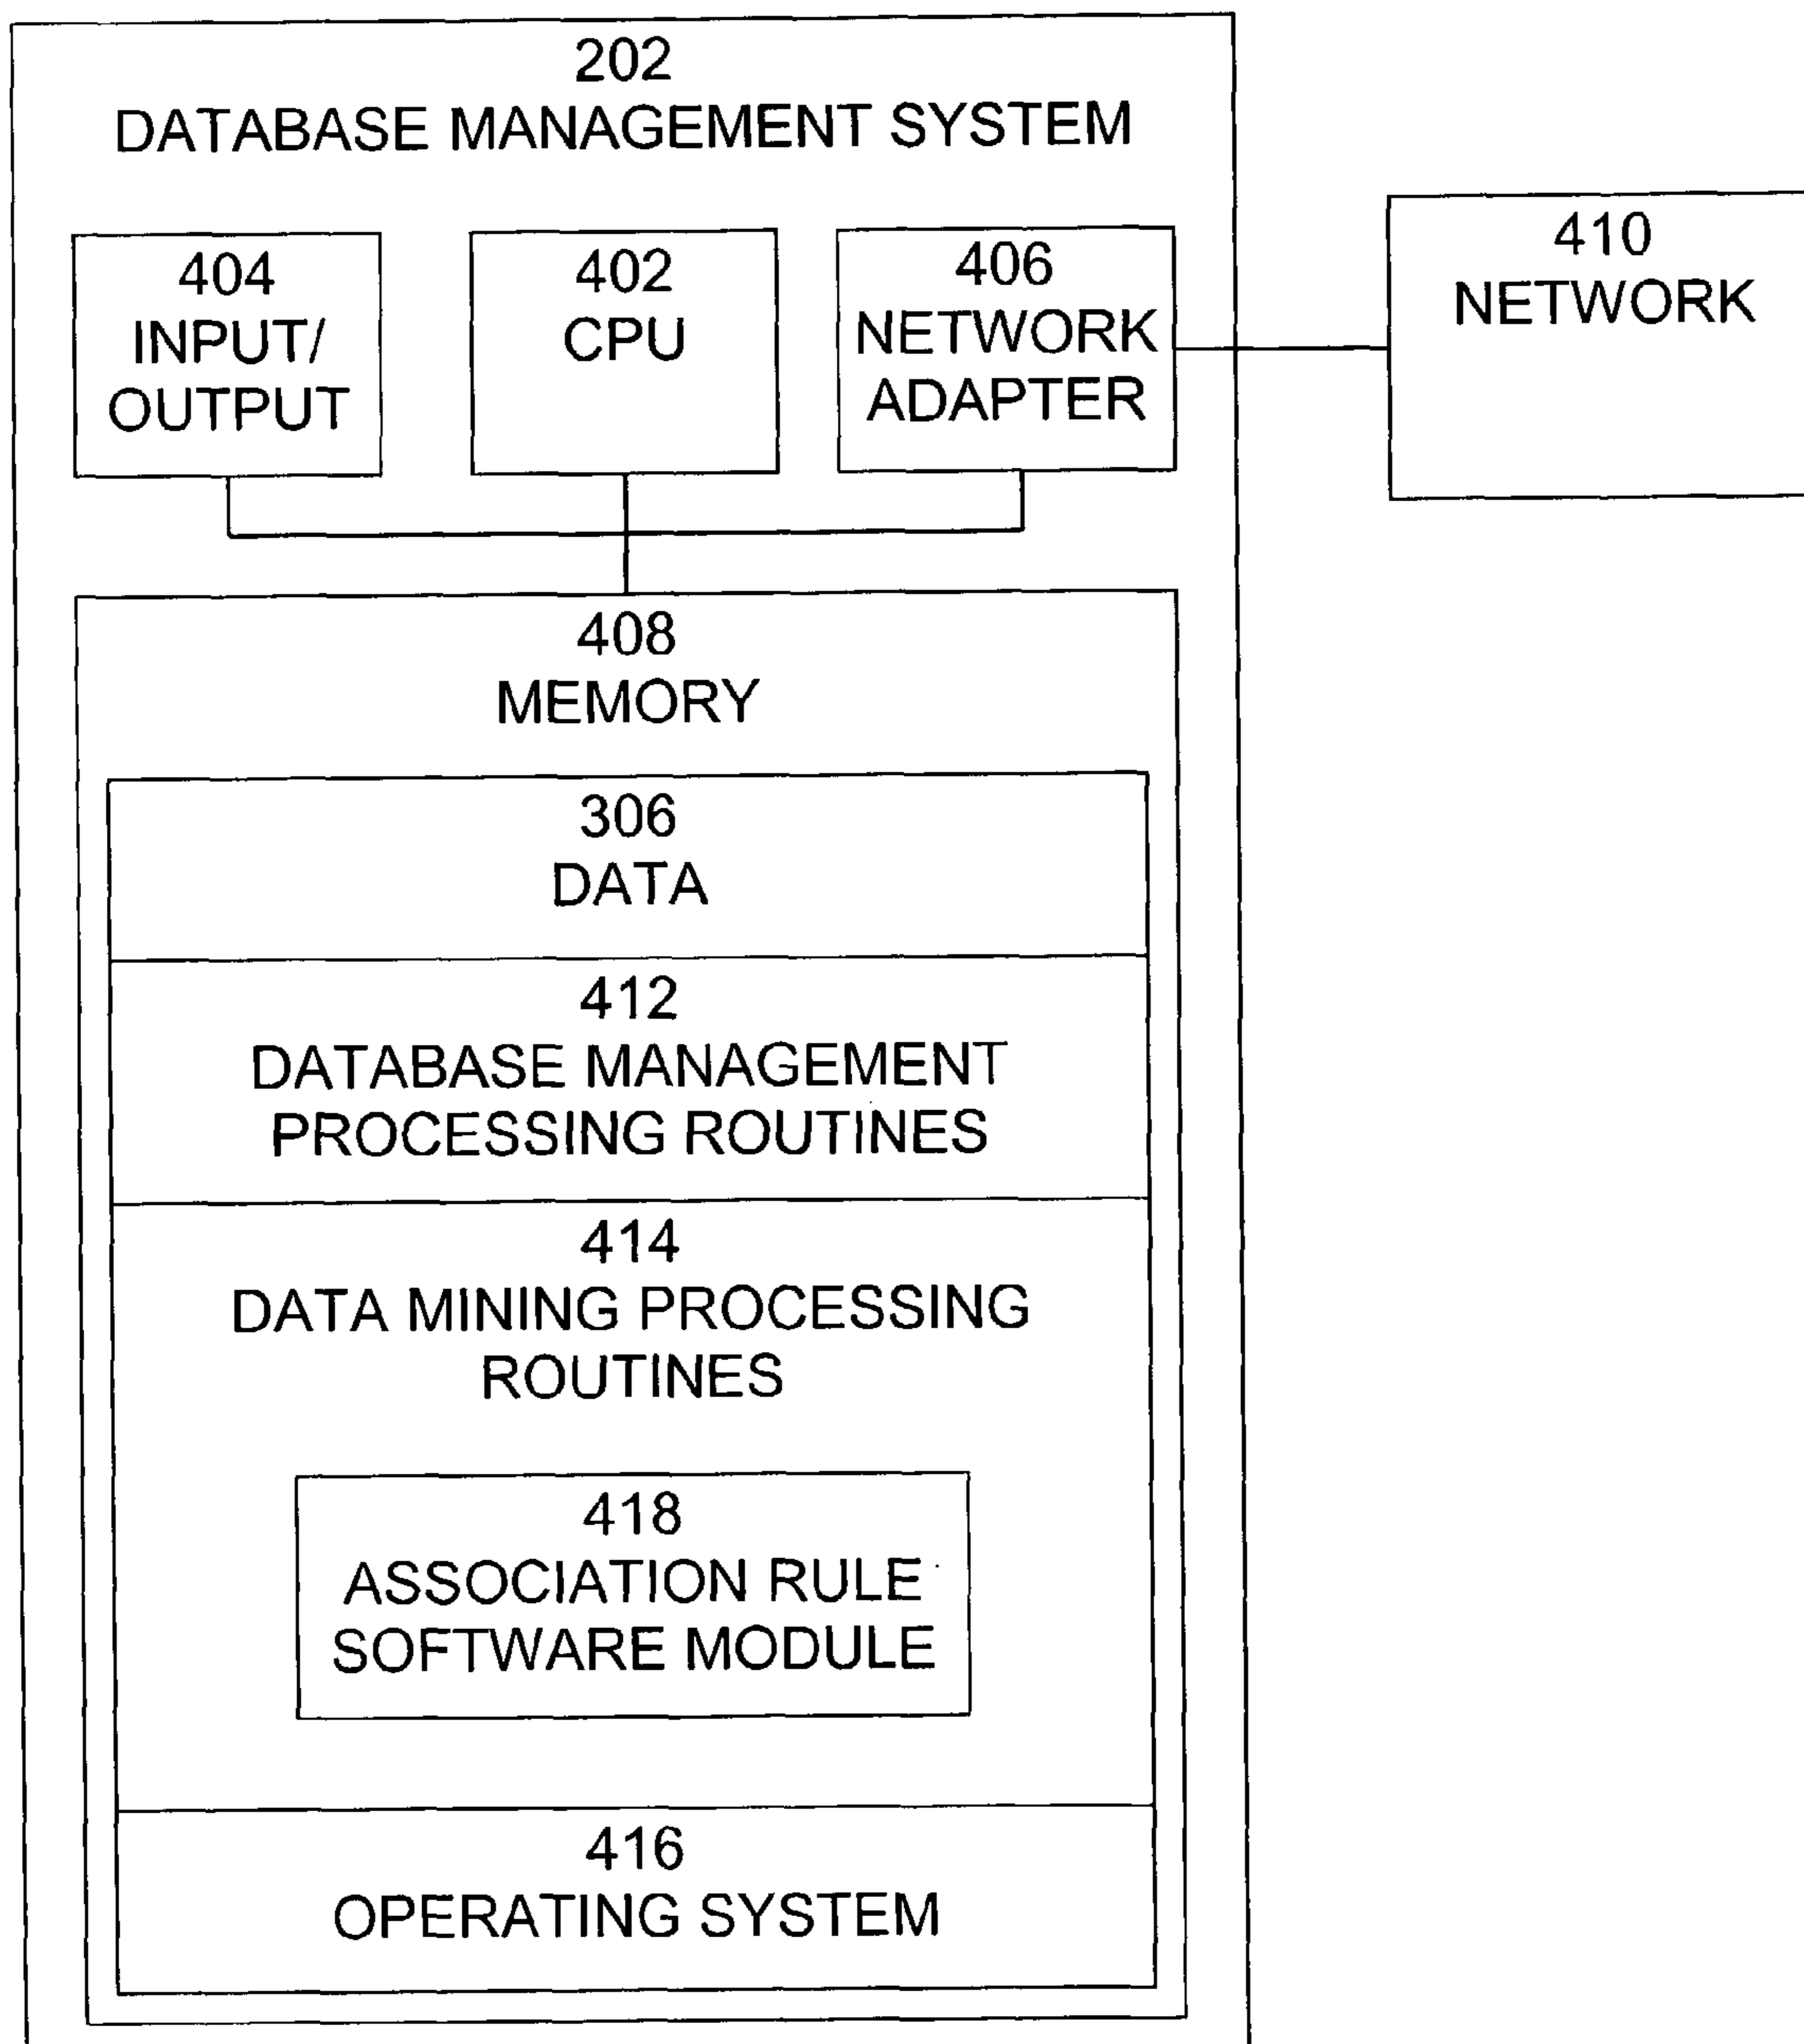 202
DATABASE MANAGEMENT SYSTEM
404
INPUT/
OUTPUT
402
CPU
406
NETWORK
ADAPTER
410
NETWORK
408
MEMORY
306
DATA
412
DATABASE MANAGEMENT
PROCESSING ROUTINES
414
DATA MINING PROCESSING
ROUTINES
418
ASSOCIATION RULE
SOFTWARE MODULE
416
OPERATING SYSTEM